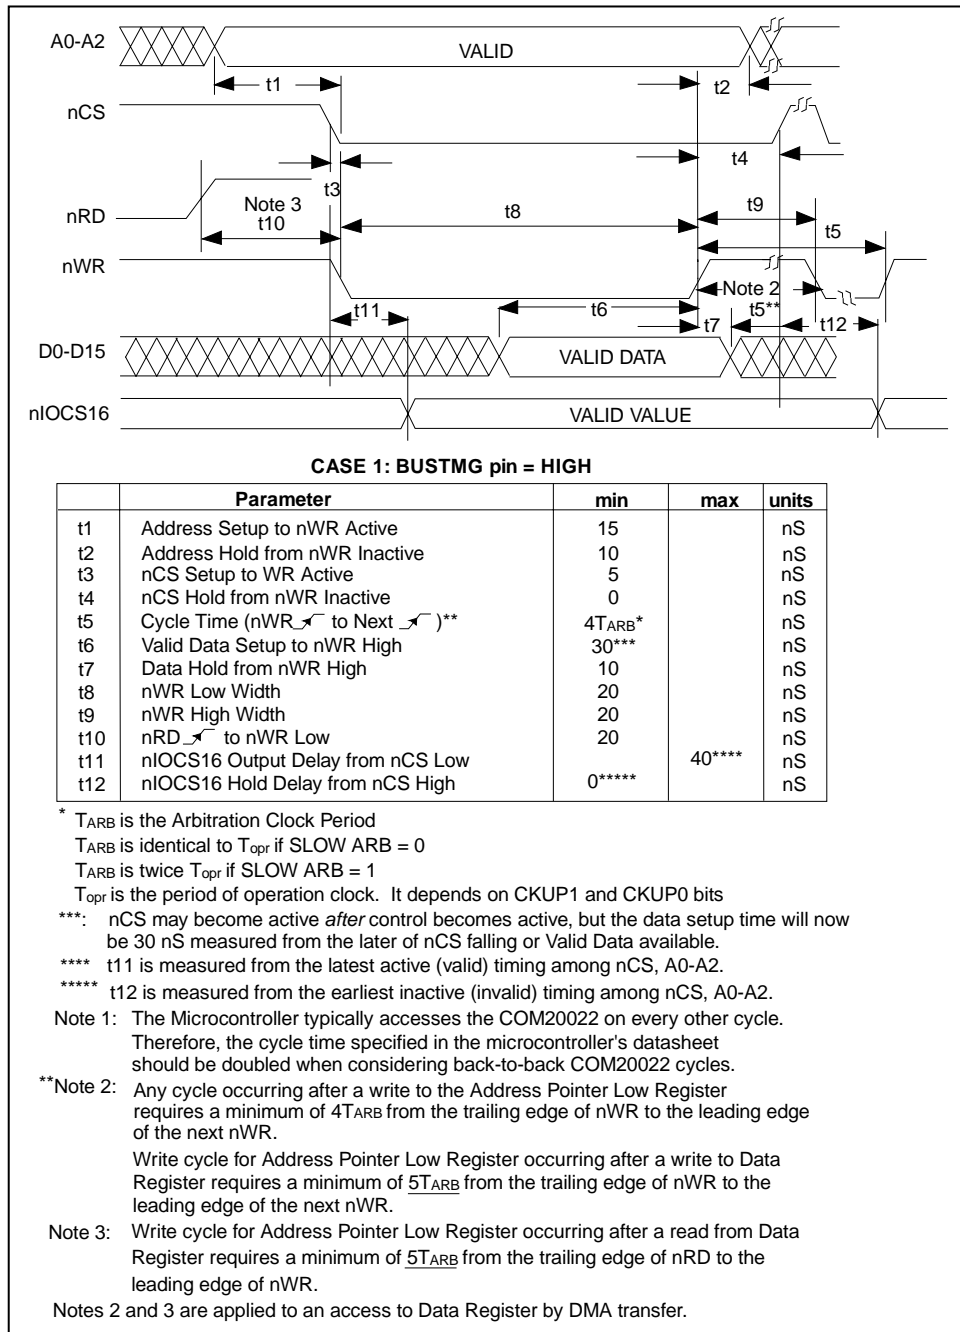 A0-A2 VALID
t1 t2
nCS
t4
t3
nRD Note 3 t8 t9
t10 t5
nWR
Note 2
t11 t6 t5** t12
t7
D0-D15 VALID DATA
nIOCS16 VALID VALUE
CASE 1: BUSTMG pin = HIGH
Parameter min max units
t1 Address Setup to nWR Active 15 nS
t2 Address Hold from nWR Inactive 10 nS
t3 nCS Setup to WR Active 5 nS
t4 nCS Hold from nWR Inactive 0 nS
t5 Cycle Time (nWR to Next )** 4TARB* nS
t6 Valid Data Setup to nWR High 30*** nS
t7 Data Hold from nWR High 10 nS
t8 nWR Low Width 20 nS
t9 nWR High Width 20 nS
t10 nRD to nWR Low 20 nS
t11 nIOCS16 Output Delay from nCS Low 40**** nS
t12 nIOCS16 Hold Delay from nCS High 0***** nS
* TARB is the Arbitration Clock Period
TARB is identical to Topr if SLOW ARB = 0
TARB is twice Topr if SLOW ARB = 1
Topr is the period of operation clock. It depends on CKUP1 and CKUP0 bits
***: nCS may become active after control becomes active, but the data setup time will now
be 30 nS measured from the later of nCS falling or Valid Data available.
**** t11 is measured from the latest active (valid) timing among nCS, A0-A2.
***** t12 is measured from the earliest inactive (invalid) timing among nCS, A0-A2.
Note 1: The Microcontroller typically accesses the COM20022 on every other cycle.
Therefore, the cycle time specified in the microcontroller's datasheet
should be doubled when considering back-to-back COM20022 cycles.
**Note 2: Any cycle occurring after a write to the Address Pointer Low Register
requires a minimum of 4TARB from the trailing edge of nWR to the leading edge
of the next nWR.
Write cycle for Address Pointer Low Register occurring after a write to Data
Register requires a minimum of 5TARB from the trailing edge of nWR to the
leading edge of the next nWR.
Note 3: Write cycle for Address Pointer Low Register occurring after a read from Data
Register requires a minimum of 5TARB from the trailing edge of nRD to the
leading edge of nWR.
Notes 2 and 3 are applied to an access to Data Register by DMA transfer.